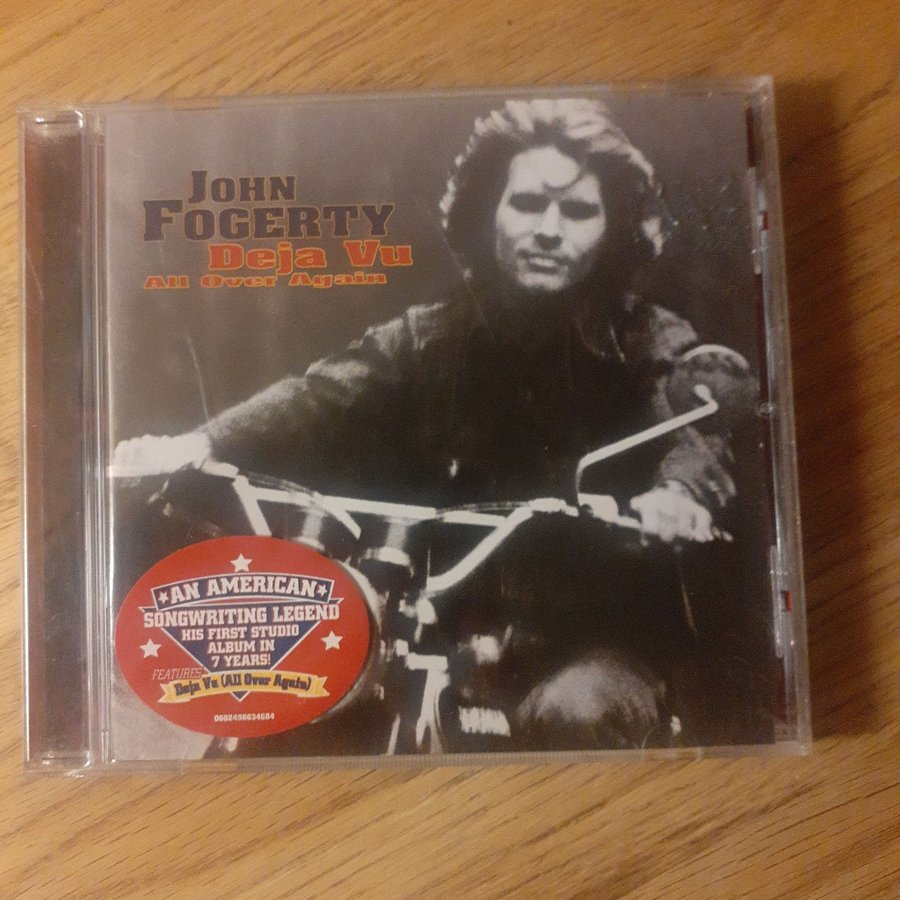 JOHN
FOGERTY
Deja Vu
All Over Again
AN AMERICAN
SONGWRITING LEGEND
HIS FIRST STUDIO
ALBUM IN
7 YEARS!
FEATURES
Deja Vu (All Over Again)
0602498634684